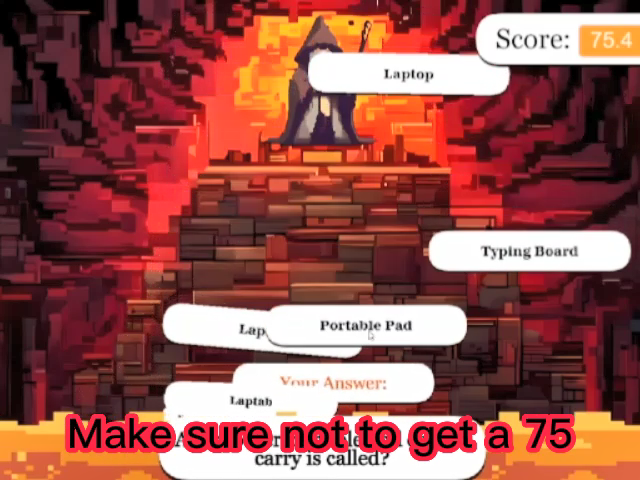 Score: 75.4
Laptop
Typing Board
Portable Pad
Your Answer:
Laptab
Make sure not to get a 75
carry is called?